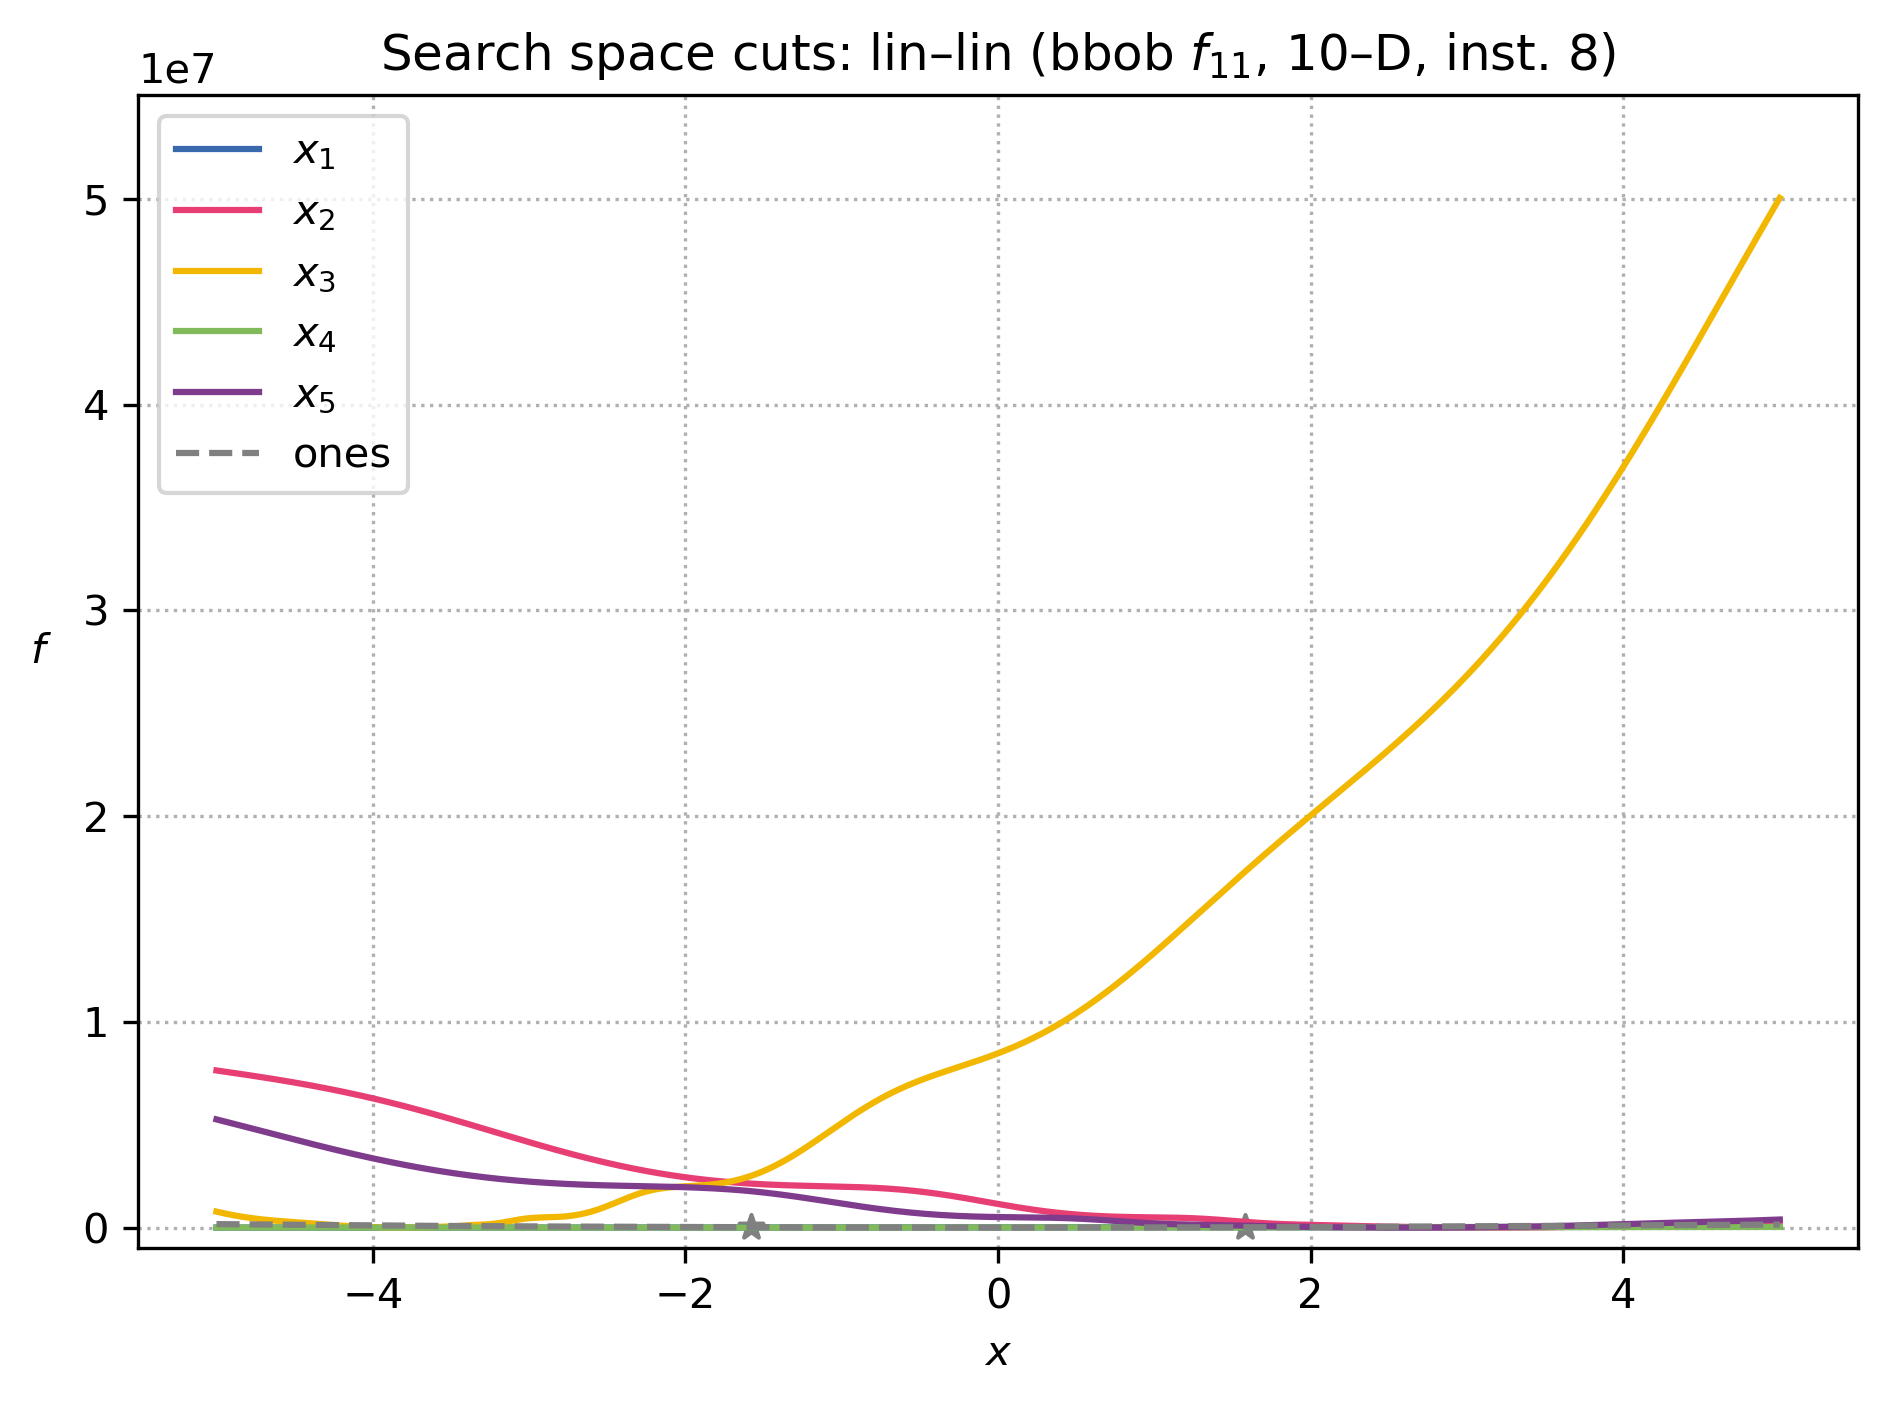 Search space cuts: lin–lin (bbob f₁₁, 10–D, inst. 8)
1e7
x₁
x₂
x₃
x₄
x₅
ones
5
4
3
2
1
0
f
−4
−2
0
2
4
x